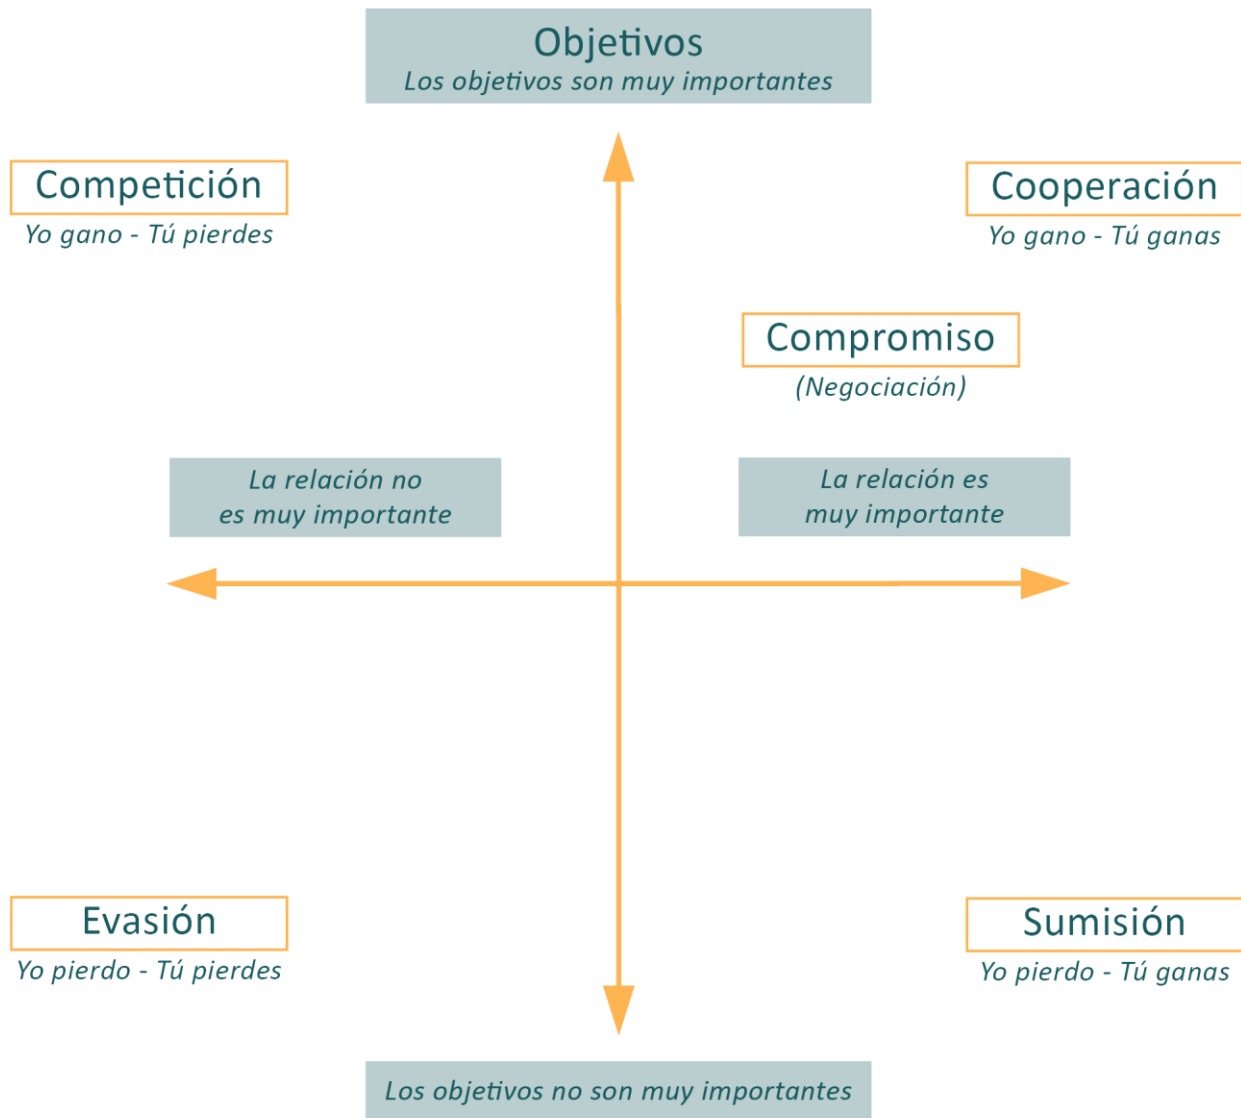 Objetivos
Los objetivos son muy importantes
Competición
Yo gano - Tú pierdes
Cooperación
Yo gano - Tú ganas
Compromiso
(Negociación)
La relación no
es muy importante
La relación es
muy importante
Evasión
Yo pierdo - Tú pierdes
Sumisión
Yo pierdo - Tú ganas
Los objetivos no son muy importantes